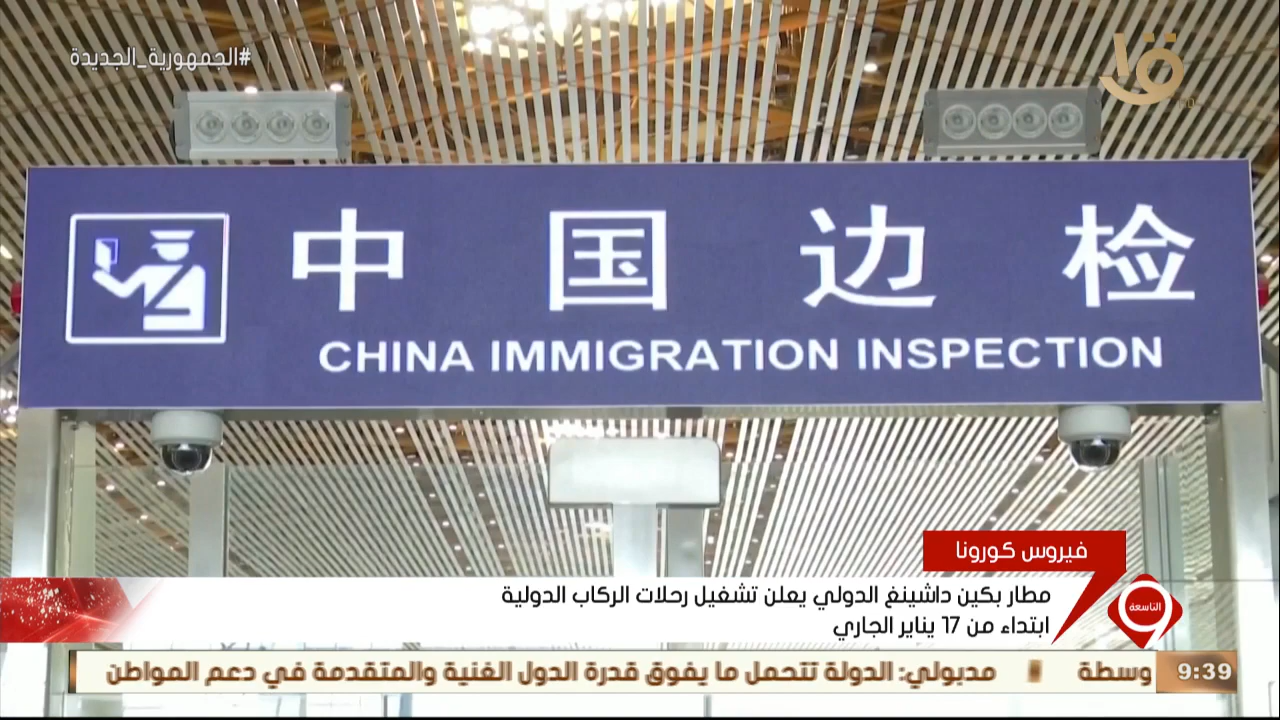 #الجمهورية_الجديدة
中国边检
CHINA IMMIGRATION INSPECTION
فيروس كورونا
مطار بكين داشينغ الدولي يعلن تشغيل رحلات الركاب الدولية
ابتداء من 17 يناير الجاري
التاسعة
9:39
وسطة
مدبولي: الدولة تتحمل ما يفوق قدرة الدول الغنية والمتقدمة في دعم المواطن